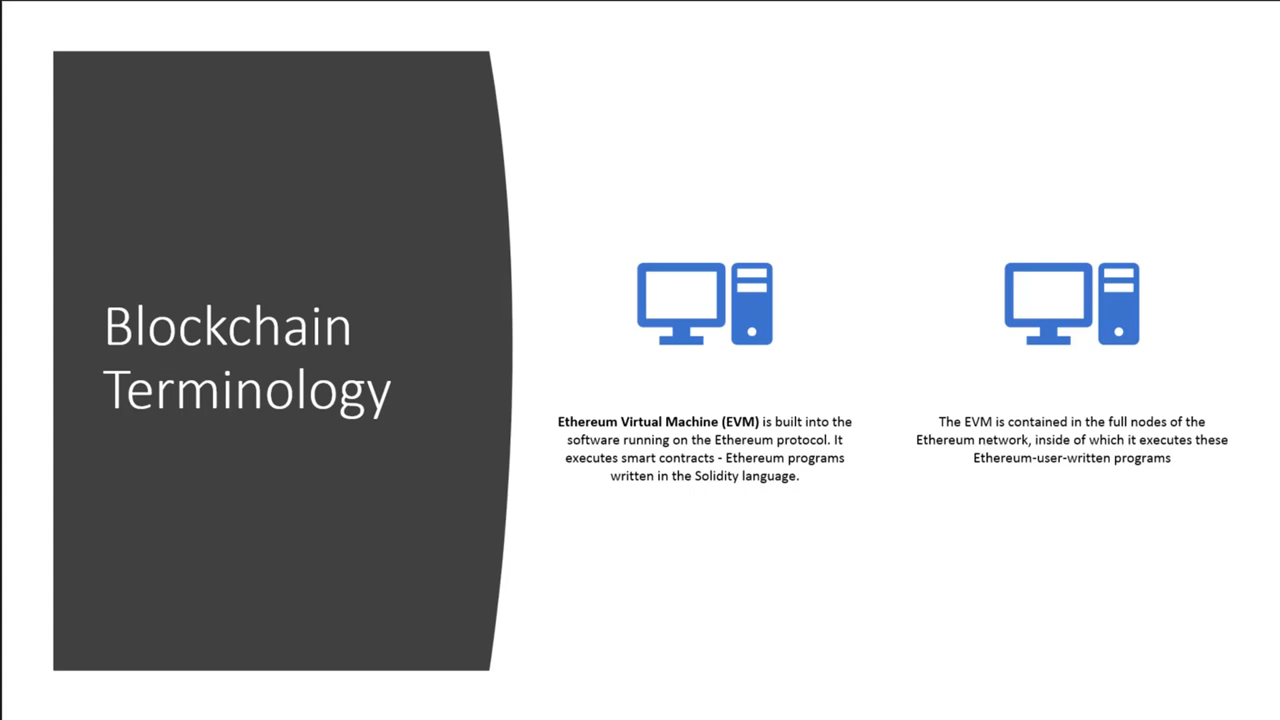 Blockchain
Terminology
Ethereum Virtual Machine (EVM) is built into the
software running on the Ethereum protocol. It
executes smart contracts - Ethereum programs
written in the Solidity language.
The EVM is contained in the full nodes of the
Ethereum network, inside of which it executes these
Ethereum-user-written programs